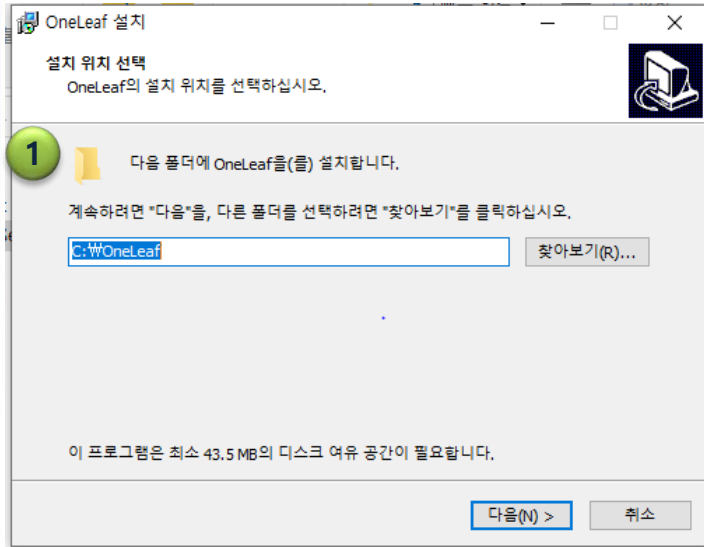 OneLeaf 설치
설치 위치 선택
OneLeaf의 설치 위치를 선택하십시오.
1
다음 폴더에 OneLeaf을(를) 설치합니다.
계속하려면 "다음"을, 다른 폴더를 선택하려면 "찾아보기"를 클릭하십시오.
C:₩OneLeaf
찾아보기(R)...
이 프로그램은 최소 43.5 MB의 디스크 여유 공간이 필요합니다.
다음(N) >
취소